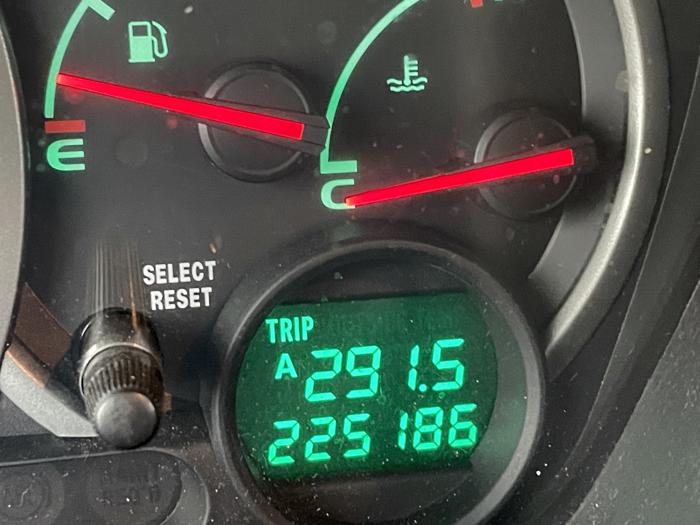 E
C
SELECT
RESET
TRIP
A 291.5
225186